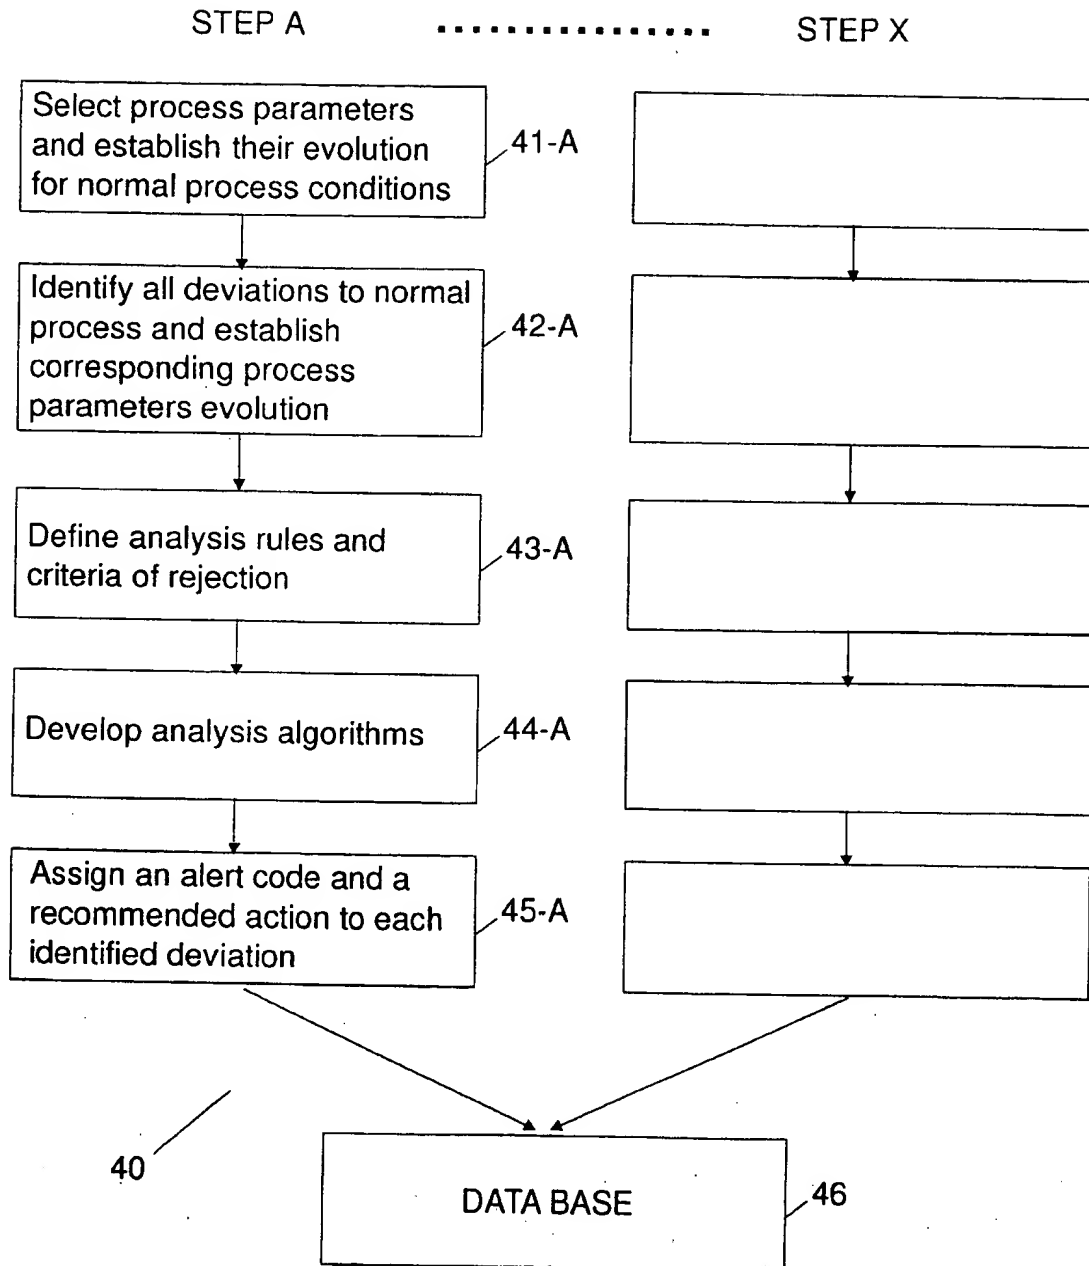 STEP A ............... STEP X
Select process parameters
and establish their evolution
for normal process conditions
41-A
Identify all deviations to normal
process and establish
corresponding process
parameters evolution
42-A
Define analysis rules and
criteria of rejection
43-A
Develop analysis algorithms
44-A
Assign an alert code and a
recommended action to each
identified deviation
45-A
40
DATA BASE
46